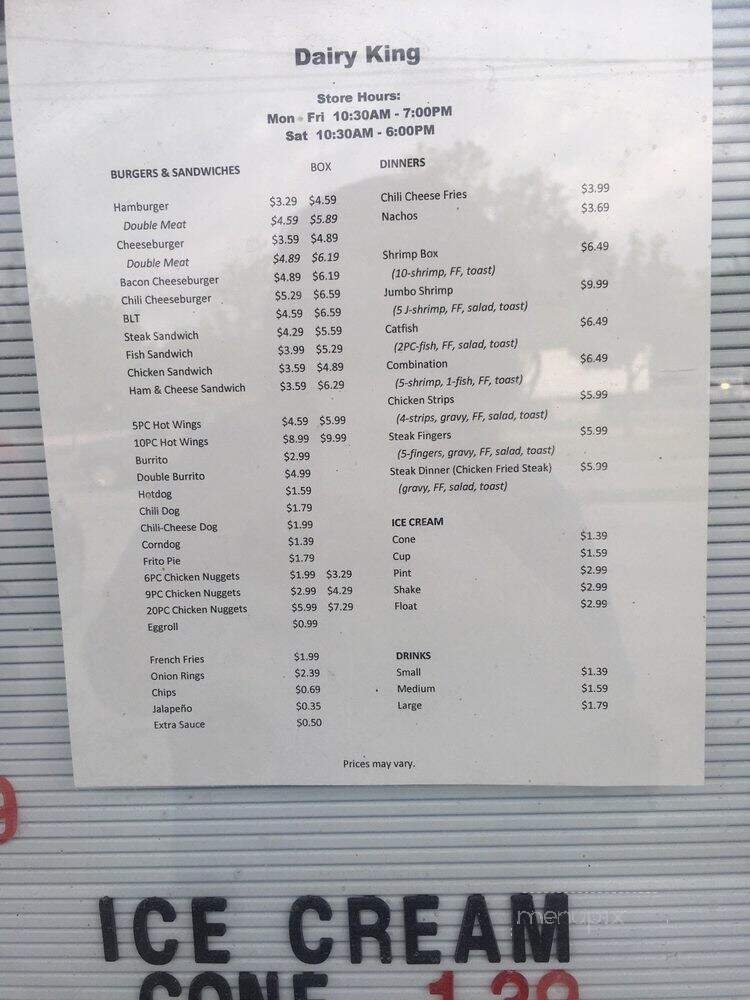 Dairy King
Store Hours:
Mon - Fri 10:30AM - 7:00PM
Sat 10:30AM - 6:00PM
BURGERS & SANDWICHES BOX
Hamburger $3.29 $4.59
Double Meat $4.59 $5.89
Cheeseburger $3.59 $4.89
Double Meat $4.89 $6.19
Bacon Cheeseburger $4.89 $6.19
Chili Cheeseburger $5.29 $6.59
BLT $4.59 $6.59
Steak Sandwich $4.29 $5.59
Fish Sandwich $3.99 $5.29
Chicken Sandwich $3.59 $4.89
Ham & Cheese Sandwich $3.59 $6.29
5PC Hot Wings $4.59 $5.99
10PC Hot Wings $8.99 $9.99
Burrito $2.99
Double Burrito $4.99
Hotdog $1.59
Chili Dog $1.79
Chili-Cheese Dog $1.99
Corndog $1.39
Frito Pie $1.79
6PC Chicken Nuggets $1.99 $3.29
9PC Chicken Nuggets $2.99 $4.29
20PC Chicken Nuggets $5.99 $7.29
Eggroll $0.99
French Fries $1.99
Onion Rings $2.39
Chips $0.69
Jalapeño $0.35
Extra Sauce $0.50
DINNERS
Chili Cheese Fries $3.99
Nachos $3.69
Shrimp Box $6.49
(10-shrimp, FF, toast)
Jumbo Shrimp $9.99
(5 J-shrimp, FF, salad, toast)
Catfish $6.49
(2PC-fish, FF, salad, toast)
Combination $6.49
(5-shrimp, 1-fish, FF, toast)
Chicken Strips $5.99
(4-strips, gravy, FF, salad, toast)
Steak Fingers $5.99
(5-fingers, gravy, FF, salad, toast)
Steak Dinner (Chicken Fried Steak) $5.99
(gravy, FF, salad, toast)
ICE CREAM
Cone $1.39
Cup $1.59
Pint $2.99
Shake $2.99
Float $2.99
DRINKS
Small $1.39
Medium $1.59
Large $1.79
Prices may vary.
9
ICE CREAM
menupix
CONE 1.39